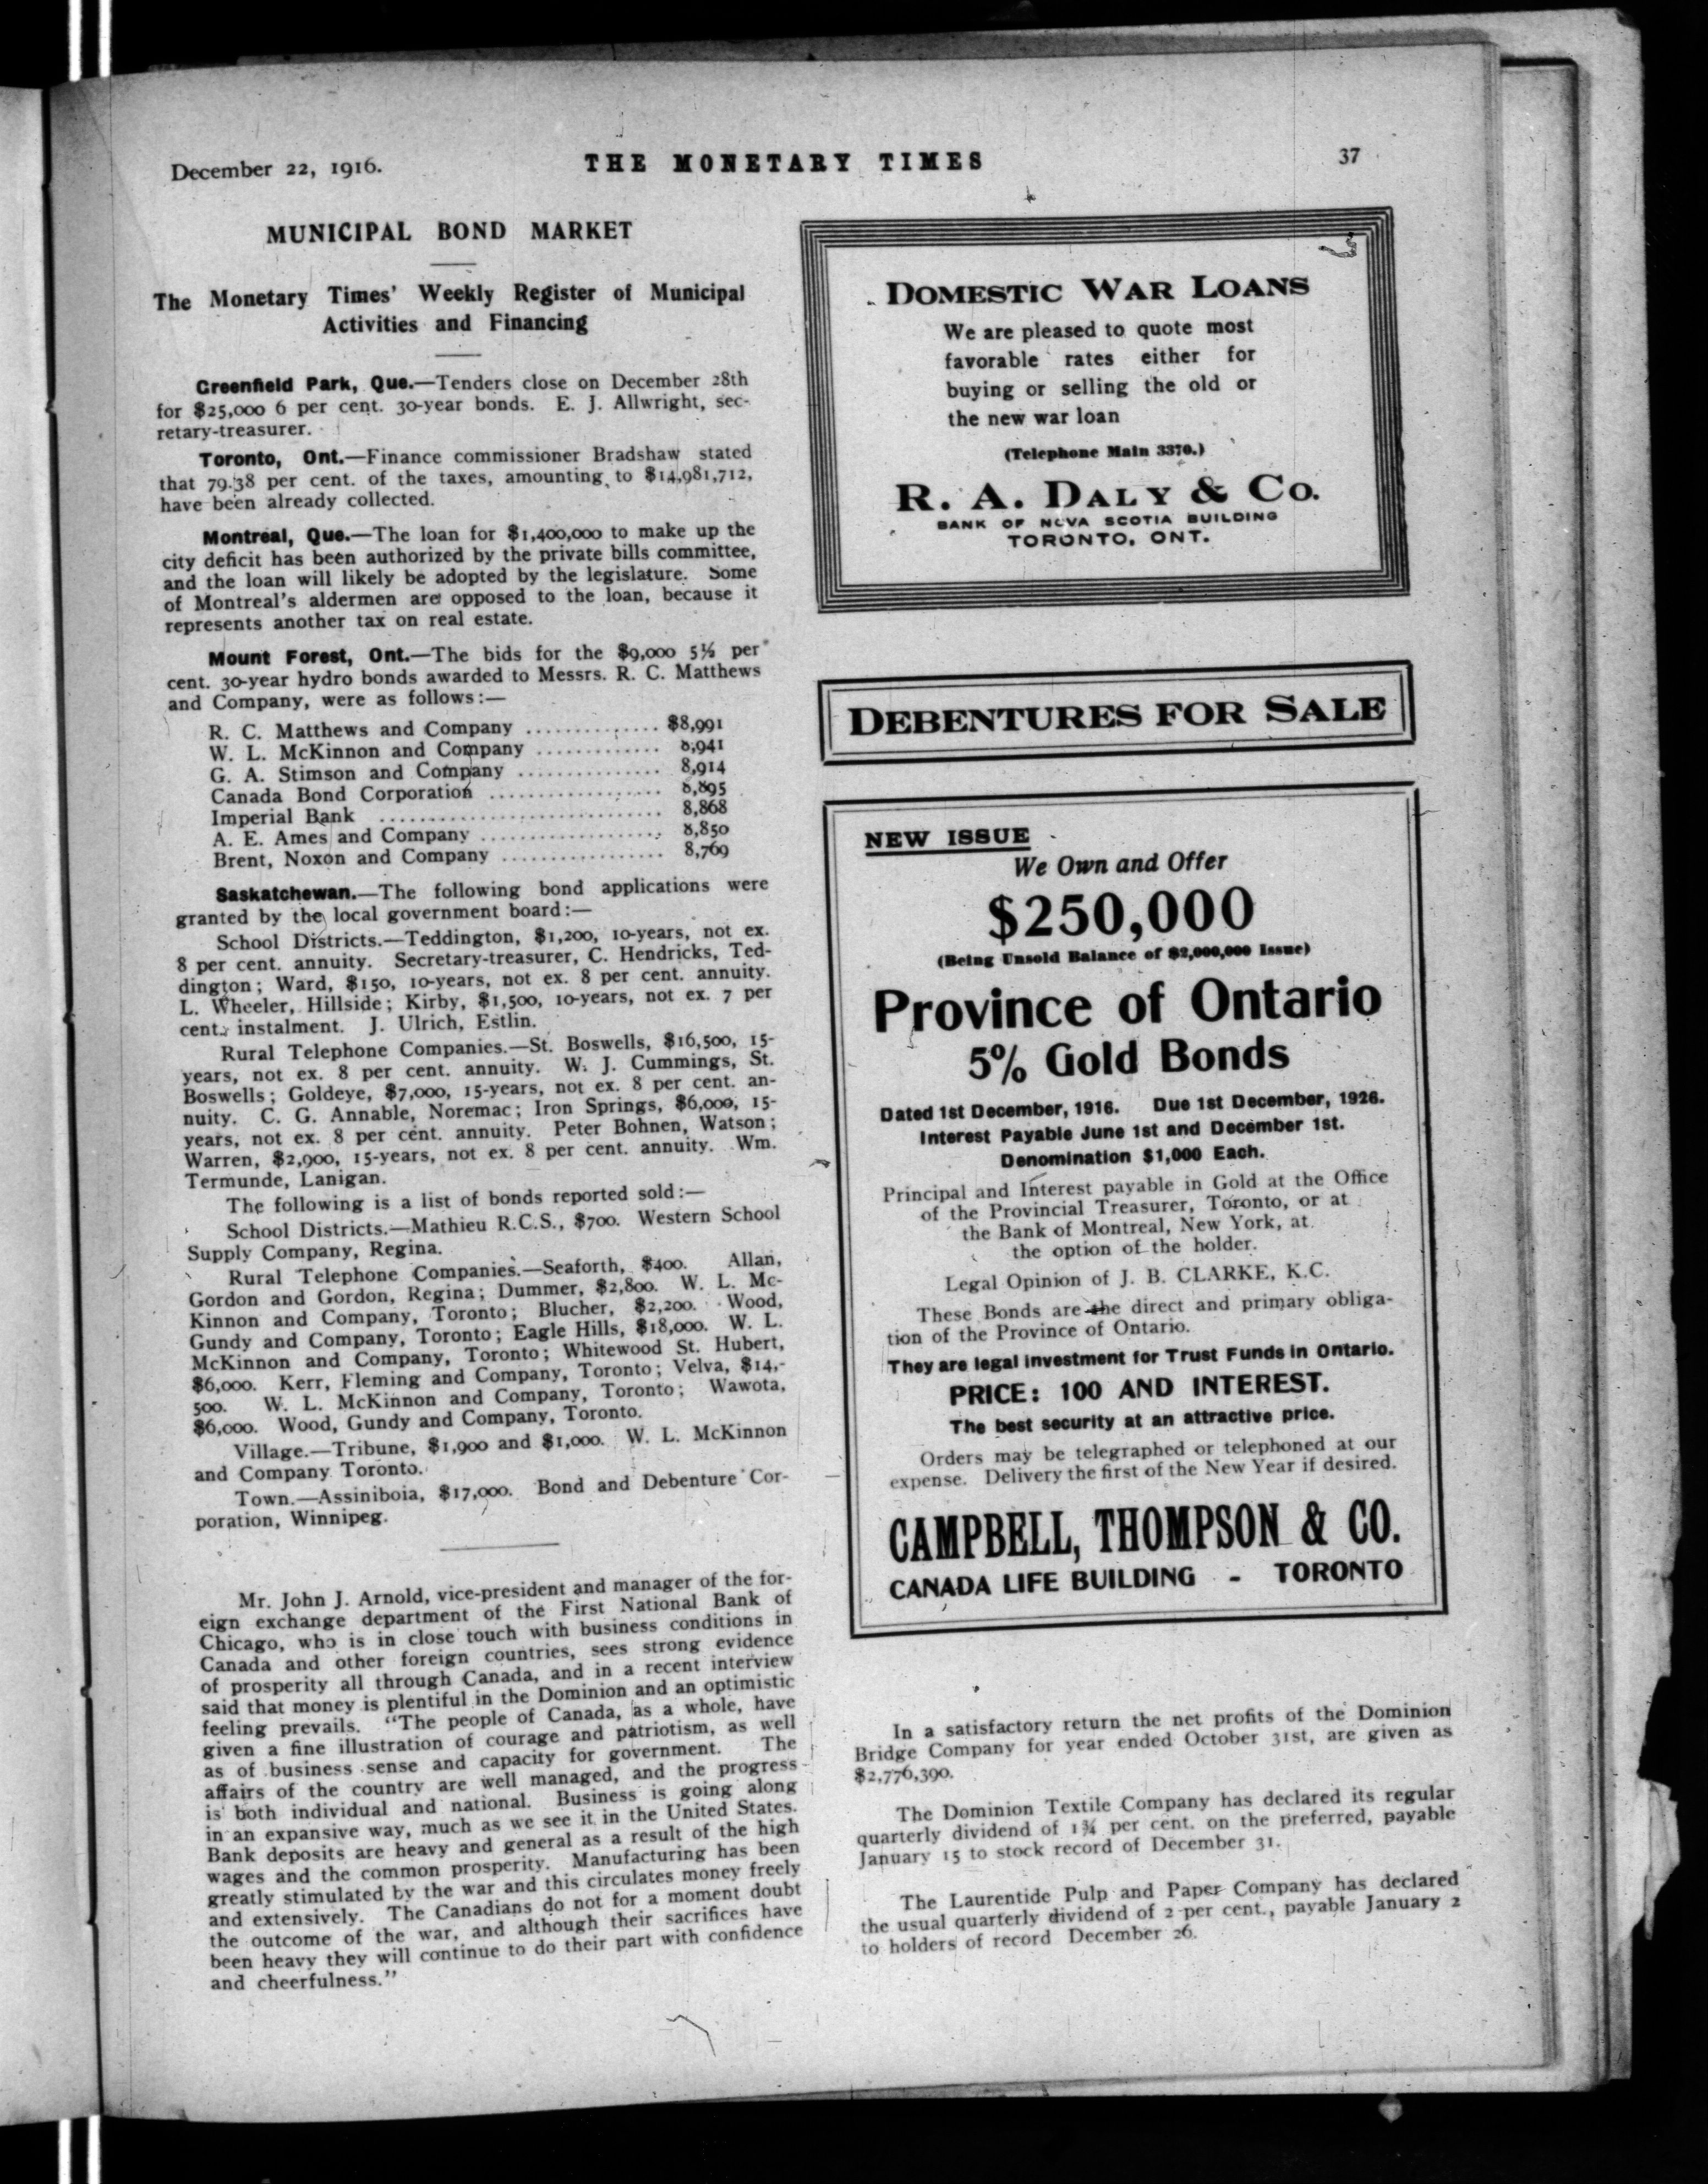 December 22, 1916.
THE MONETARY TIMES
37
MUNICIPAL BOND MARKET
The Monetary Times' Weekly Register of Municipal
Activities and Financing
Greenfield Park, Que.—Tenders close on December 28th
for $25,000 6 per cent. 30-year bonds. E. J. Allwright, sec-
retary-treasurer.
Toronto, Ont.—Finance commissioner Bradshaw stated
that 79.38 per cent. of the taxes, amounting to $14,981,712,
have been already collected.
Montreal, Que.—The loan for $1,400,000 to make up the
city deficit has been authorized by the private bills committee,
and the loan will likely be adopted by the legislature. Some
of Montreal's aldermen are opposed to the loan, because it
represents another tax on real estate.
Mount Forest, Ont.—The bids for the $9,000 5½ per
cent. 30-year hydro bonds awarded to Messrs. R. C. Matthews
and Company, were as follows:—
R. C. Matthews and Company .............. $8,991
W. L. McKinnon and Company ............. 8,941
G. A. Stimson and Company ............... 8,914
Canada Bond Corporation .................. 8,895
Imperial Bank ............................. 8,868
A. E. Ames and Company ................... 8,850
Brent, Noxon and Company ................. 8,769
Saskatchewan.—The following bond applications were
granted by the local government board:—
School Districts.—Teddington, $1,200, 10-years, not ex.
8 per cent. annuity. Secretary-treasurer, C. Hendricks, Ted-
dington; Ward, $150, 10-years, not ex. 8 per cent. annuity.
L. Wheeler, Hillside; Kirby, $1,500, 10-years, not ex. 7 per
cent. instalment. J. Ulrich, Estlin.
Rural Telephone Companies.—St. Boswells, $16,500, 15-
years, not ex. 8 per cent. annuity. W. J. Cummings, St.
Boswells; Goldeye, $7,000, 15-years, not ex. 8 per cent. an-
nuity. C. G. Annable, Noremac; Iron Springs, $6,000, 15-
years, not ex. 8 per cent. annuity. Peter Bohnen, Watson;
Warren, $2,900, 15-years, not ex. 8 per cent. annuity. Wm.
Termunde, Lanigan.
The following is a list of bonds reported sold:—
School Districts.—Mathieu R.C.S., $700. Western School
Supply Company, Regina.
Rural Telephone Companies.—Seaforth, $400. Allan,
Gordon and Gordon, Regina; Dummer, $2,800. W. L. Mc-
Kinnon and Company, Toronto; Blucher, $2,200. Wood,
Gundy and Company, Toronto; Eagle Hills, $18,000. W. L.
McKinnon and Company, Toronto; Whitewood St. Hubert,
$6,000. Kerr, Fleming and Company, Toronto; Velva, $14,-
500. W. L. McKinnon and Company, Toronto; Wawota,
$6,000. Wood, Gundy and Company, Toronto.
Village.—Tribune, $1,900 and $1,000. W. L. McKinnon
and Company Toronto.
Town.—Assiniboia, $17,000. Bond and Debenture Cor-
poration, Winnipeg.
Mr. John J. Arnold, vice-president and manager of the for-
eign exchange department of the First National Bank of
Chicago, who is in close touch with business conditions in
Canada and other foreign countries, sees strong evidence
of prosperity all through Canada, and in a recent interview
said that money is plentiful in the Dominion and an optimistic
feeling prevails. "The people of Canada, as a whole, have
given a fine illustration of courage and patriotism, as well
as of business sense and capacity for government. The
affairs of the country are well managed, and the progress
is both individual and national. Business is going along
in an expansive way, much as we see it in the United States.
Bank deposits are heavy and general as a result of the high
wages and the common prosperity. Manufacturing has been
greatly stimulated by the war and this circulates money freely
and extensively. The Canadians do not for a moment doubt
the outcome of the war, and although their sacrifices have
been heavy they will continue to do their part with confidence
and cheerfulness."
DOMESTIC WAR LOANS
We are pleased to quote most
favorable rates either for
buying or selling the old or
the new war loan
(Telephone Main 3370.)
R. A. DALY & CO.
BANK OF NOVA SCOTIA BUILDING
TORONTO, ONT.
DEBENTURES FOR SALE
NEW ISSUE
We Own and Offer
$250,000
(Being Unsold Balance of $2,000,000 Issue)
Province of Ontario
5% Gold Bonds
Dated 1st December, 1916. Due 1st December, 1926.
Interest Payable June 1st and December 1st.
Denomination $1,000 Each.
Principal and Interest payable in Gold at the Office
of the Provincial Treasurer, Toronto, or at
the Bank of Montreal, New York, at
the option of the holder.
Legal Opinion of J. B. CLARKE, K.C.
These Bonds are the direct and primary obliga-
tion of the Province of Ontario.
They are legal investment for Trust Funds in Ontario.
PRICE: 100 AND INTEREST.
The best security at an attractive price.
Orders may be telegraphed or telephoned at our
expense. Delivery the first of the New Year if desired.
CAMPBELL, THOMPSON & CO.
CANADA LIFE BUILDING - TORONTO
In a satisfactory return the net profits of the Dominion
Bridge Company for year ended October 31st, are given as
$2,776,390.
The Dominion Textile Company has declared its regular
quarterly dividend of 1¾ per cent. on the preferred, payable
January 15 to stock record of December 31.
The Laurentide Pulp and Paper Company has declared
the usual quarterly dividend of 2 per cent., payable January 2
to holders of record December 26.